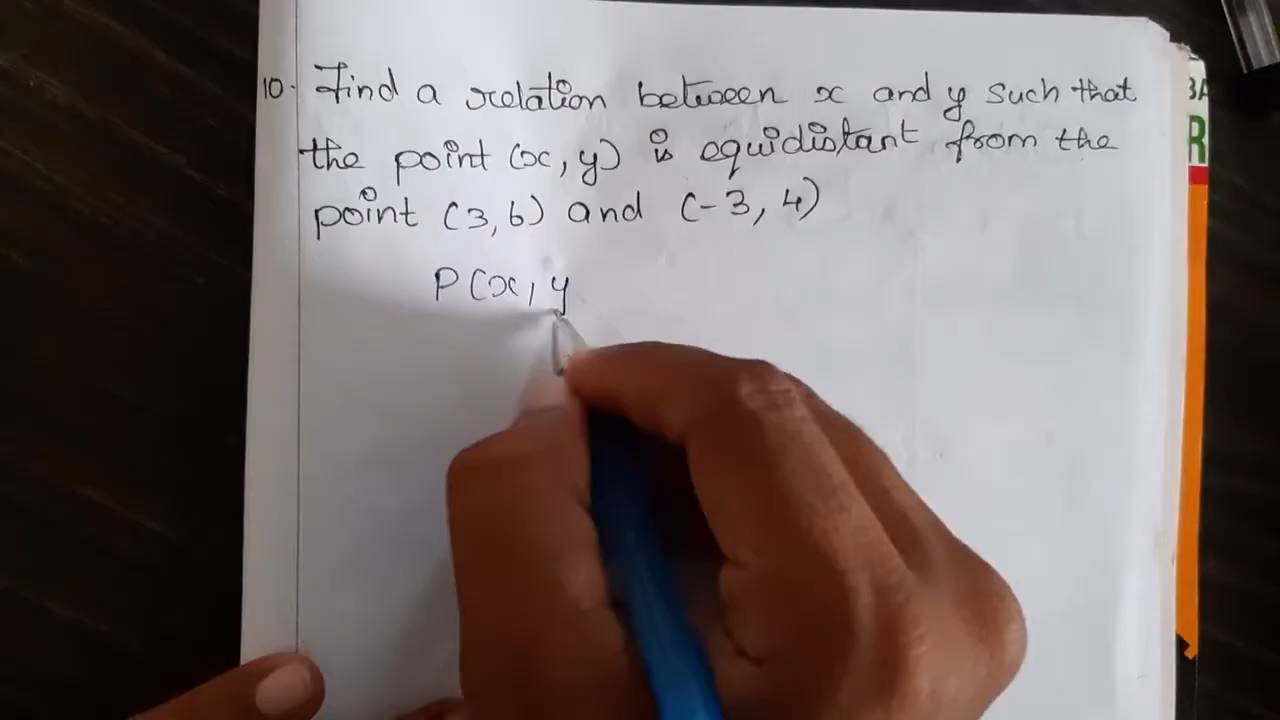 10. Find a relation between x and y such that
the point (x, y) is equidistant from the
point (3, 6) and (-3, 4)
P(x, y